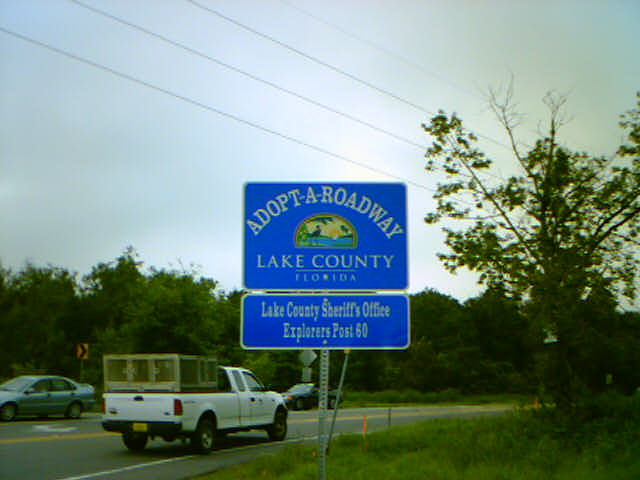 ADOPT-A-ROADWAY
LAKE COUNTY
FLORIDA
Lake County Sheriff's Office
Explorers Post 60